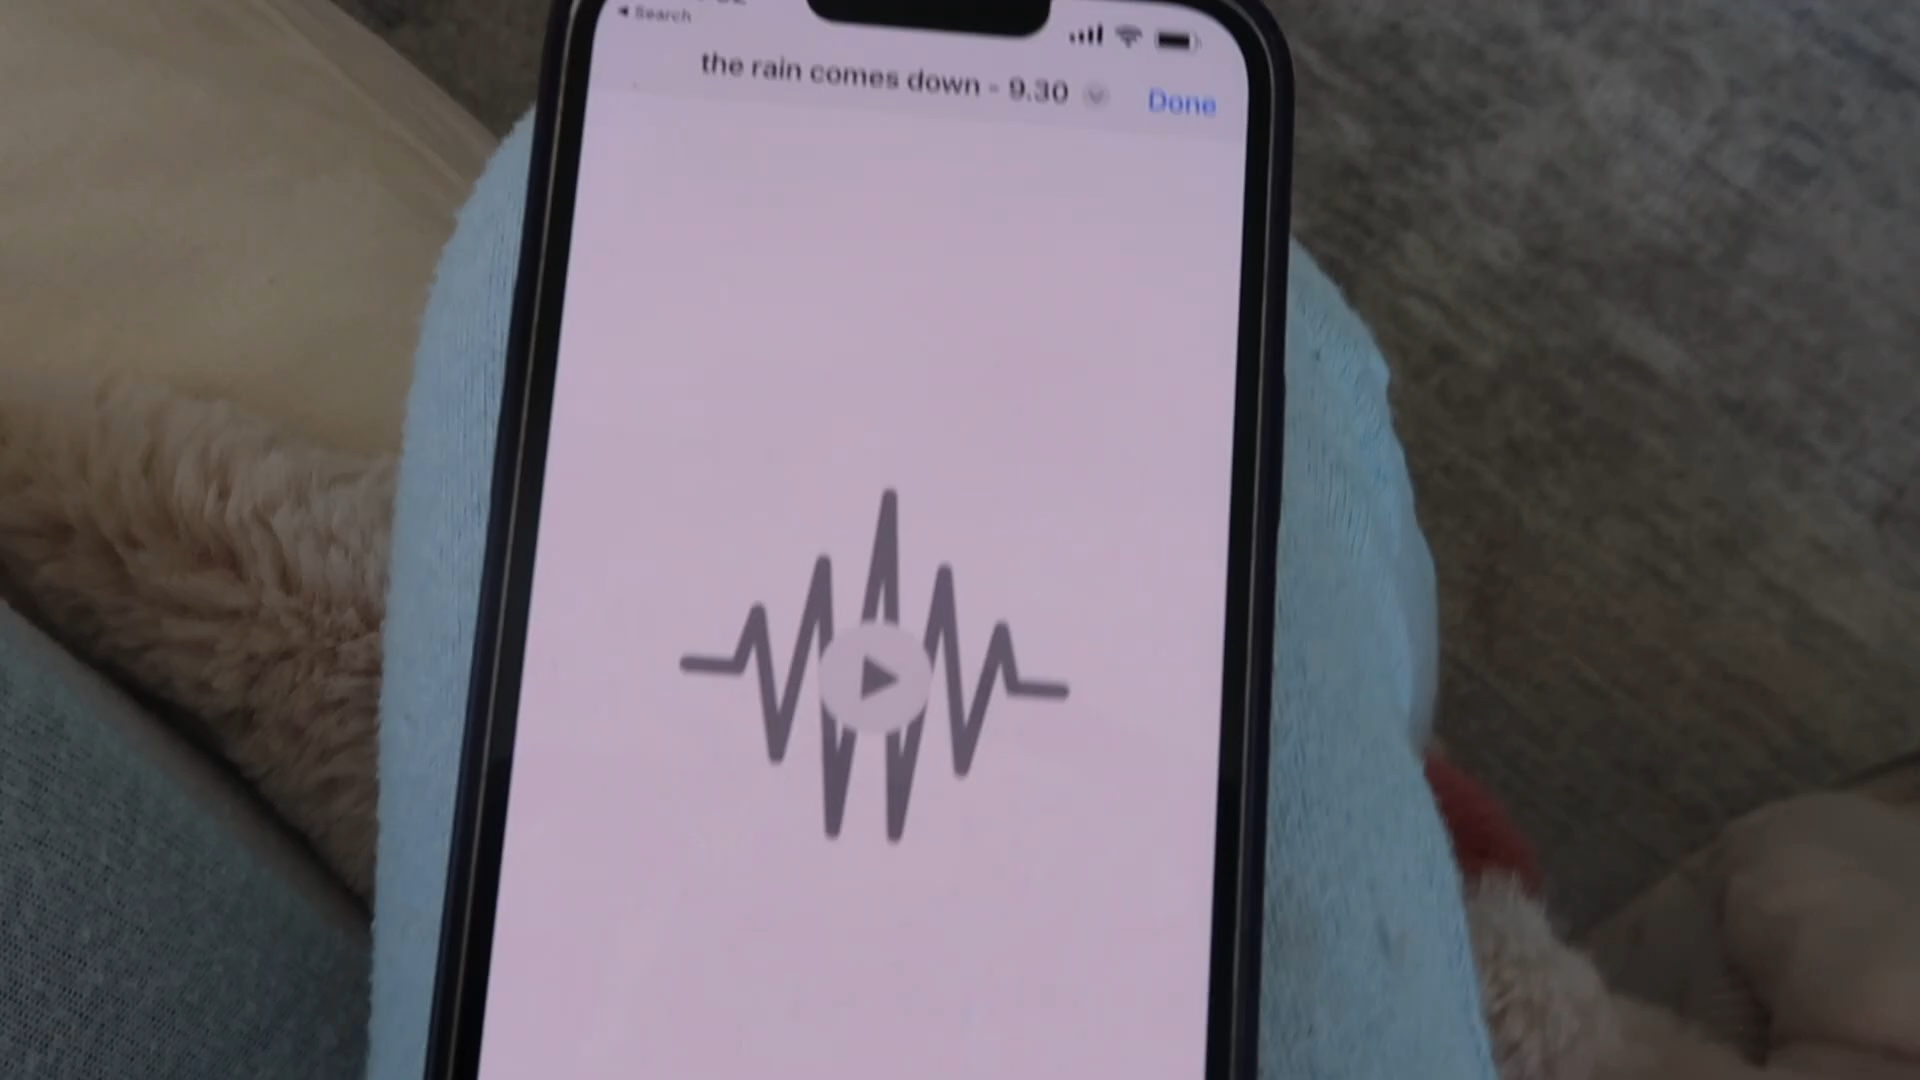 Search
the rain comes down - 9.30
Done